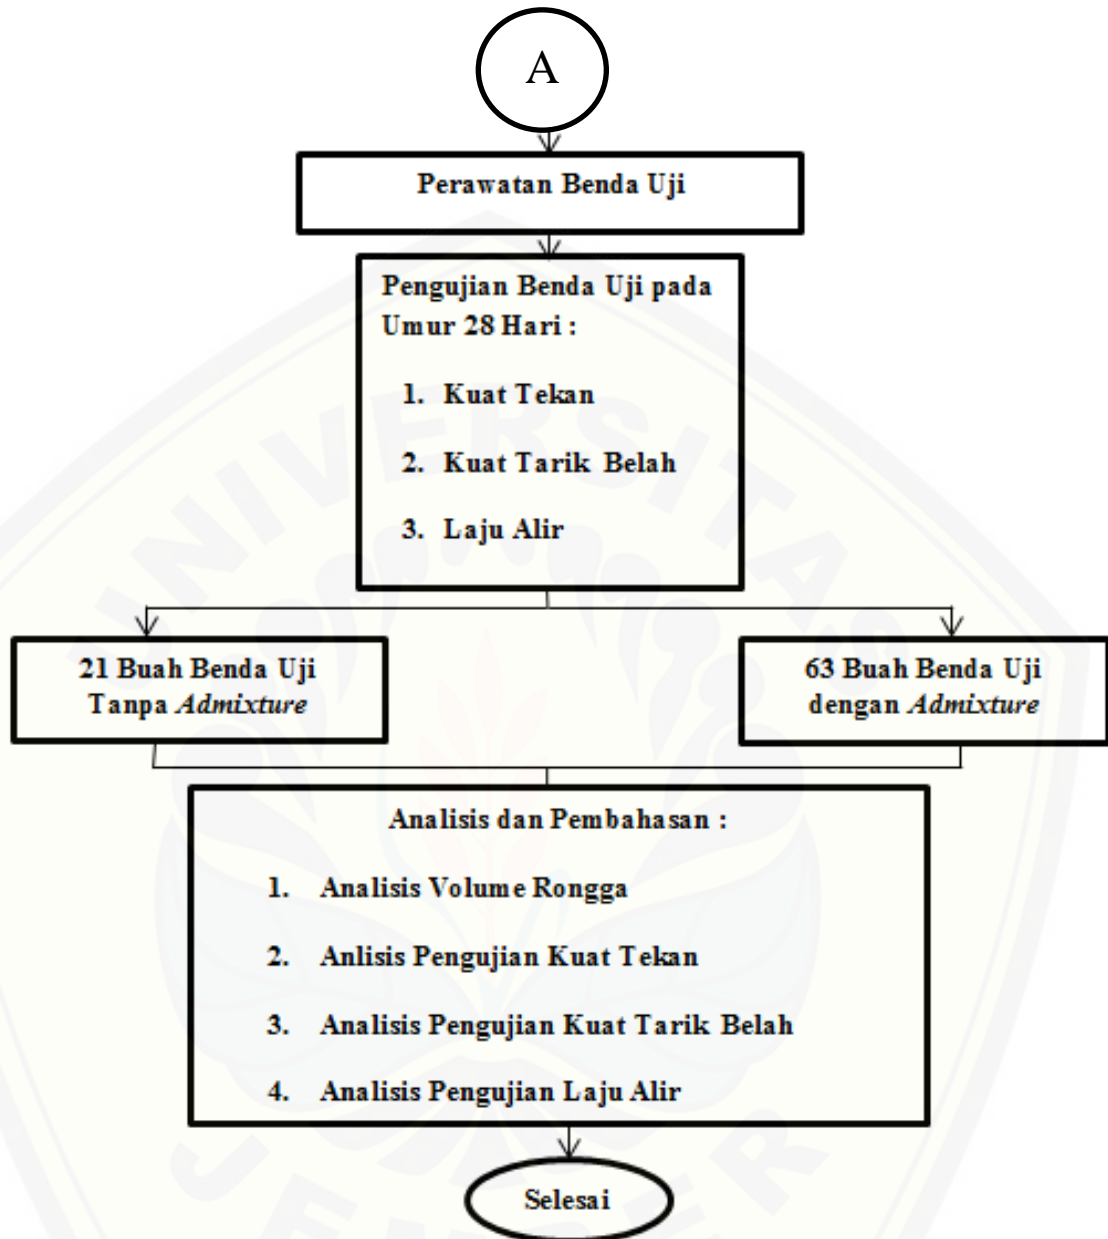 A
Perawatan Benda Uji
Pengujian Benda Uji pada
Umur 28 Hari :
1. Kuat Tekan
2. Kuat Tarik Belah
3. Laju Alir
21 Buah Benda Uji
Tanpa Admixture
63 Buah Benda Uji
dengan Admixture
Analisis dan Pembahasan :
1. Analisis Volume Rongga
2. Anlisis Pengujian Kuat Tekan
3. Analisis Pengujian Kuat Tarik Belah
4. Analisis Pengujian Laju Alir
Selesai
UNIVERSITAS
JEMBER